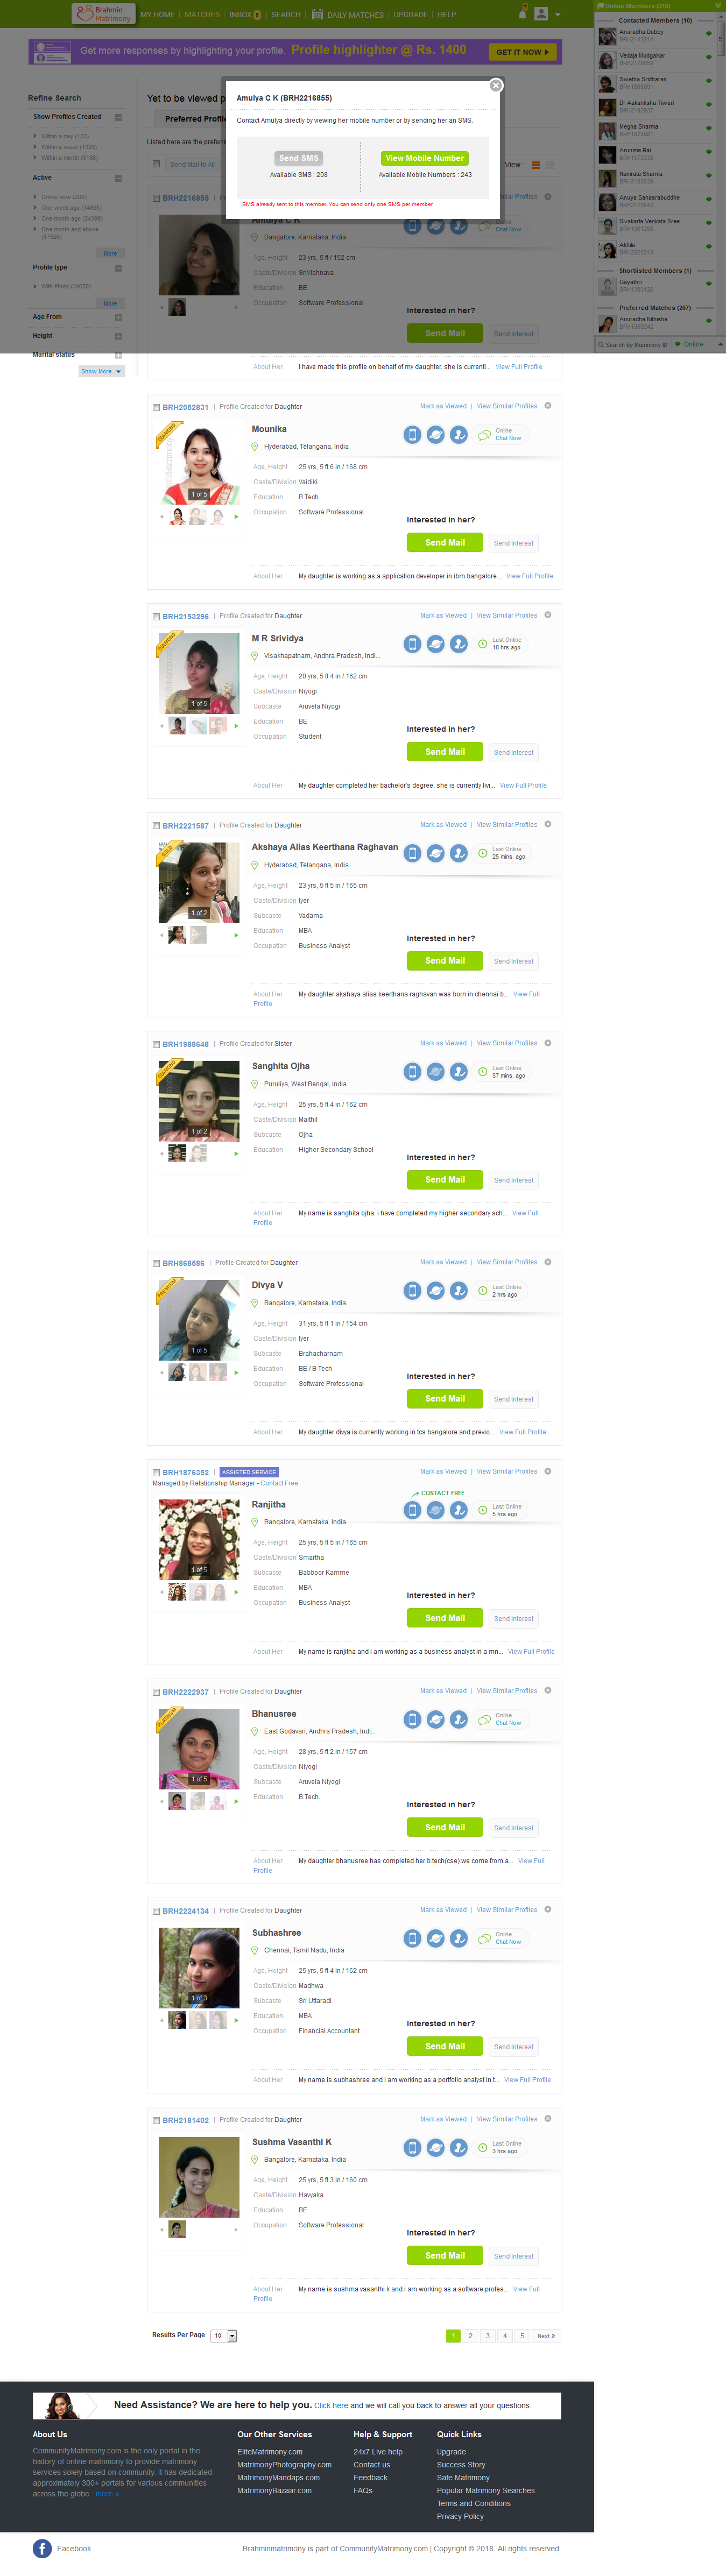 Brahmin Matrimony
MY HOME | MATCHES | INBOX | SEARCH | DAILY MATCHES | UPGRADE | HELP
Online Members (218)
Get more responses by highlighting your profile. Profile highlighter @ Rs. 1400 GET IT NOW
Contacted Members (10)
Anuradha Dubey
Vedaja Mudgalkar
Swetha Sridharan
Dr Aakanksha Tiwari
Megha Sharma
Arunima Rai
Namrata Sharma
Anuya Sahasrabuddhe
Divakarla Venkata Sree
Akhila
Shortlisted Members (1)
Gayathri
Preferred Matches (207)
Anuradha Nithisha
Search by Matrimony ID
Online
Refine Search
Show Profiles Created
Within a day (133)
Within a week (1328)
Within a month (5186)
Active
Online now (206)
One week ago (14685)
One month ago (24399)
One month and above (57526)
More
Profile type
With Photo (34670)
More
Age From
Height
Marital status
Show More
Yet to be viewed p
Preferred Profile
Listed here are the preferre
Send Mail to All
View :
Amulya C K (BRH2216855)
Contact Amulya directly by viewing her mobile number or by sending her an SMS.
Send SMS
Available SMS : 208
View Mobile Number
Available Mobile Numbers : 243
SMS already sent to this member. You can send only one SMS per member.
BRH2216855
Amulya C K
Chat Now
Bangalore, Karnataka, India
Age, Height 23 yrs, 5 ft / 152 cm
Caste/Division SriVishnava
Education BE
Occupation Software Professional
Interested in her?
Send Mail Send Interest
About Her I have made this profile on behalf of my daughter. she is currentl... View Full Profile
BRH2052831 | Profile Created for Daughter Mark as Viewed | View Similar Profiles
DIAMOND
Mounika
Online
Chat Now
Hyderabad, Telangana, India
Age, Height 25 yrs, 5 ft 6 in / 168 cm
Caste/Division Vaidiki
1 of 5
Education B.Tech.
Occupation Software Professional
Interested in her?
Send Mail Send Interest
About Her My daughter is working as a application developer in ibm bangalore... View Full Profile
BRH2153296 | Profile Created for Daughter Mark as Viewed | View Similar Profiles
DIAMOND
M R Srividya
Last Online
18 hrs ago
Visakhapatnam, Andhra Pradesh, Indi...
Age, Height 20 yrs, 5 ft 4 in / 162 cm
Caste/Division Niyogi
1 of 5
Subcaste Aruvela Niyogi
Education BE
Occupation Student
Interested in her?
Send Mail Send Interest
About Her My daughter completed her bachelor's degree. she is currently livi... View Full Profile
BRH2221587 | Profile Created for Daughter Mark as Viewed | View Similar Profiles
GOLD
Akshaya Alias Keerthana Raghavan
Last Online
25 mins. ago
Hyderabad, Telangana, India
Age, Height 23 yrs, 5 ft 5 in / 165 cm
Caste/Division Iyer
1 of 2
Subcaste Vadama
Education MBA
Occupation Business Analyst
Interested in her?
Send Mail Send Interest
About Her My daughter akshaya alias keerthana raghavan was born in chennai b... View Full
Profile
BRH1988648 | Profile Created for Sister Mark as Viewed | View Similar Profiles
DIAMOND
Sanghita Ojha
Last Online
57 mins. ago
Puruliya, West Bengal, India
Age, Height 25 yrs, 5 ft 4 in / 162 cm
Caste/Division Maithil
1 of 2
Subcaste Ojha
Education Higher Secondary School
Interested in her?
Send Mail Send Interest
About Her My name is sanghita ojha. i have completed my higher secondary sch... View Full
Profile
BRH868586 | Profile Created for Daughter Mark as Viewed | View Similar Profiles
PREMIUM
Divya V
Last Online
2 hrs ago
Bangalore, Karnataka, India
Age, Height 31 yrs, 5 ft 1 in / 154 cm
Caste/Division Iyer
1 of 5
Subcaste Brahacharnam
Education BE / B Tech
Occupation Software Professional
Interested in her?
Send Mail Send Interest
About Her My daughter divya is currently working in tcs bangalore and previo... View Full Profile
BRH1876352 | ASSISTED SERVICE Mark as Viewed | View Similar Profiles
Managed by Relationship Manager - Contact Free
CONTACT FREE
Ranjitha
Last Online
5 hrs ago
Bangalore, Karnataka, India
Age, Height 25 yrs, 5 ft 5 in / 165 cm
Caste/Division Smartha
1 of 5
Subcaste Babboor Kamme
Education MBA
Occupation Business Analyst
Interested in her?
Send Mail Send Interest
About Her My name is ranjitha and i am working as a business analyst in a mn... View Full Profile
BRH2222937 | Profile Created for Daughter Mark as Viewed | View Similar Profiles
PLATINUM
Bhanusree
Online
Chat Now
East Godavari, Andhra Pradesh, Indi...
Age, Height 28 yrs, 5 ft 2 in / 157 cm
Caste/Division Niyogi
1 of 5
Subcaste Aruvela Niyogi
Education B.Tech.
Interested in her?
Send Mail Send Interest
About Her My daughter bhanusree has completed her b.tech(cse).we come from a... View Full
Profile
BRH2224134 | Profile Created for Daughter Mark as Viewed | View Similar Profiles
Subhashree
Online
Chat Now
Chennai, Tamil Nadu, India
Age, Height 25 yrs, 5 ft 4 in / 162 cm
Caste/Division Madhwa
1 of 3
Subcaste Sri Uttaradi
Education MBA
Occupation Financial Accountant
Interested in her?
Send Mail Send Interest
About Her My name is subhashree and i am working as a portfolio analyst in t... View Full Profile
BRH2181402 | Profile Created for Daughter Mark as Viewed | View Similar Profiles
Sushma Vasanthi K
Last Online
3 hrs ago
Bangalore, Karnataka, India
Age, Height 25 yrs, 5 ft 3 in / 160 cm
Caste/Division Havyaka
Education BE
Occupation Software Professional
Interested in her?
Send Mail Send Interest
About Her My name is sushma vasanthi k and i am working as a software profes... View Full
Profile
Results Per Page 10
1 2 3 4 5 Next »
Need Assistance? We are here to help you. Click here and we will call you back to answer all your questions.
About Us
CommunityMatrimony.com is the only portal in the
history of online matrimony to provide matrimony
services solely based on community. It has dedicated
approximately 300+ portals for various communities
across the globe.. more »
Our Other Services
EliteMatrimony.com
MatrimonyPhotography.com
MatrimonyMandaps.com
MatrimonyBazaar.com
Help & Support
24x7 Live help
Contact us
Feedback
FAQs
Quick Links
Upgrade
Success Story
Safe Matrimony
Popular Matrimony Searches
Terms and Conditions
Privacy Policy
Facebook
Brahminmatrimony is part of CommunityMatrimony.com | Copyright © 2018. All rights reserved.